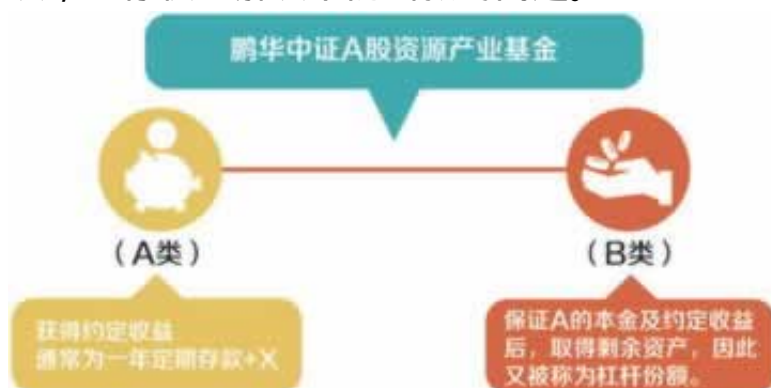 鹏华中证A股资源产业基金
（A类）
（B类）
获得约定收益
通常为一年定期存款+X
保证A的本金及约定收益
后，取得剩余资产，因此
又被称为杠杆份额。